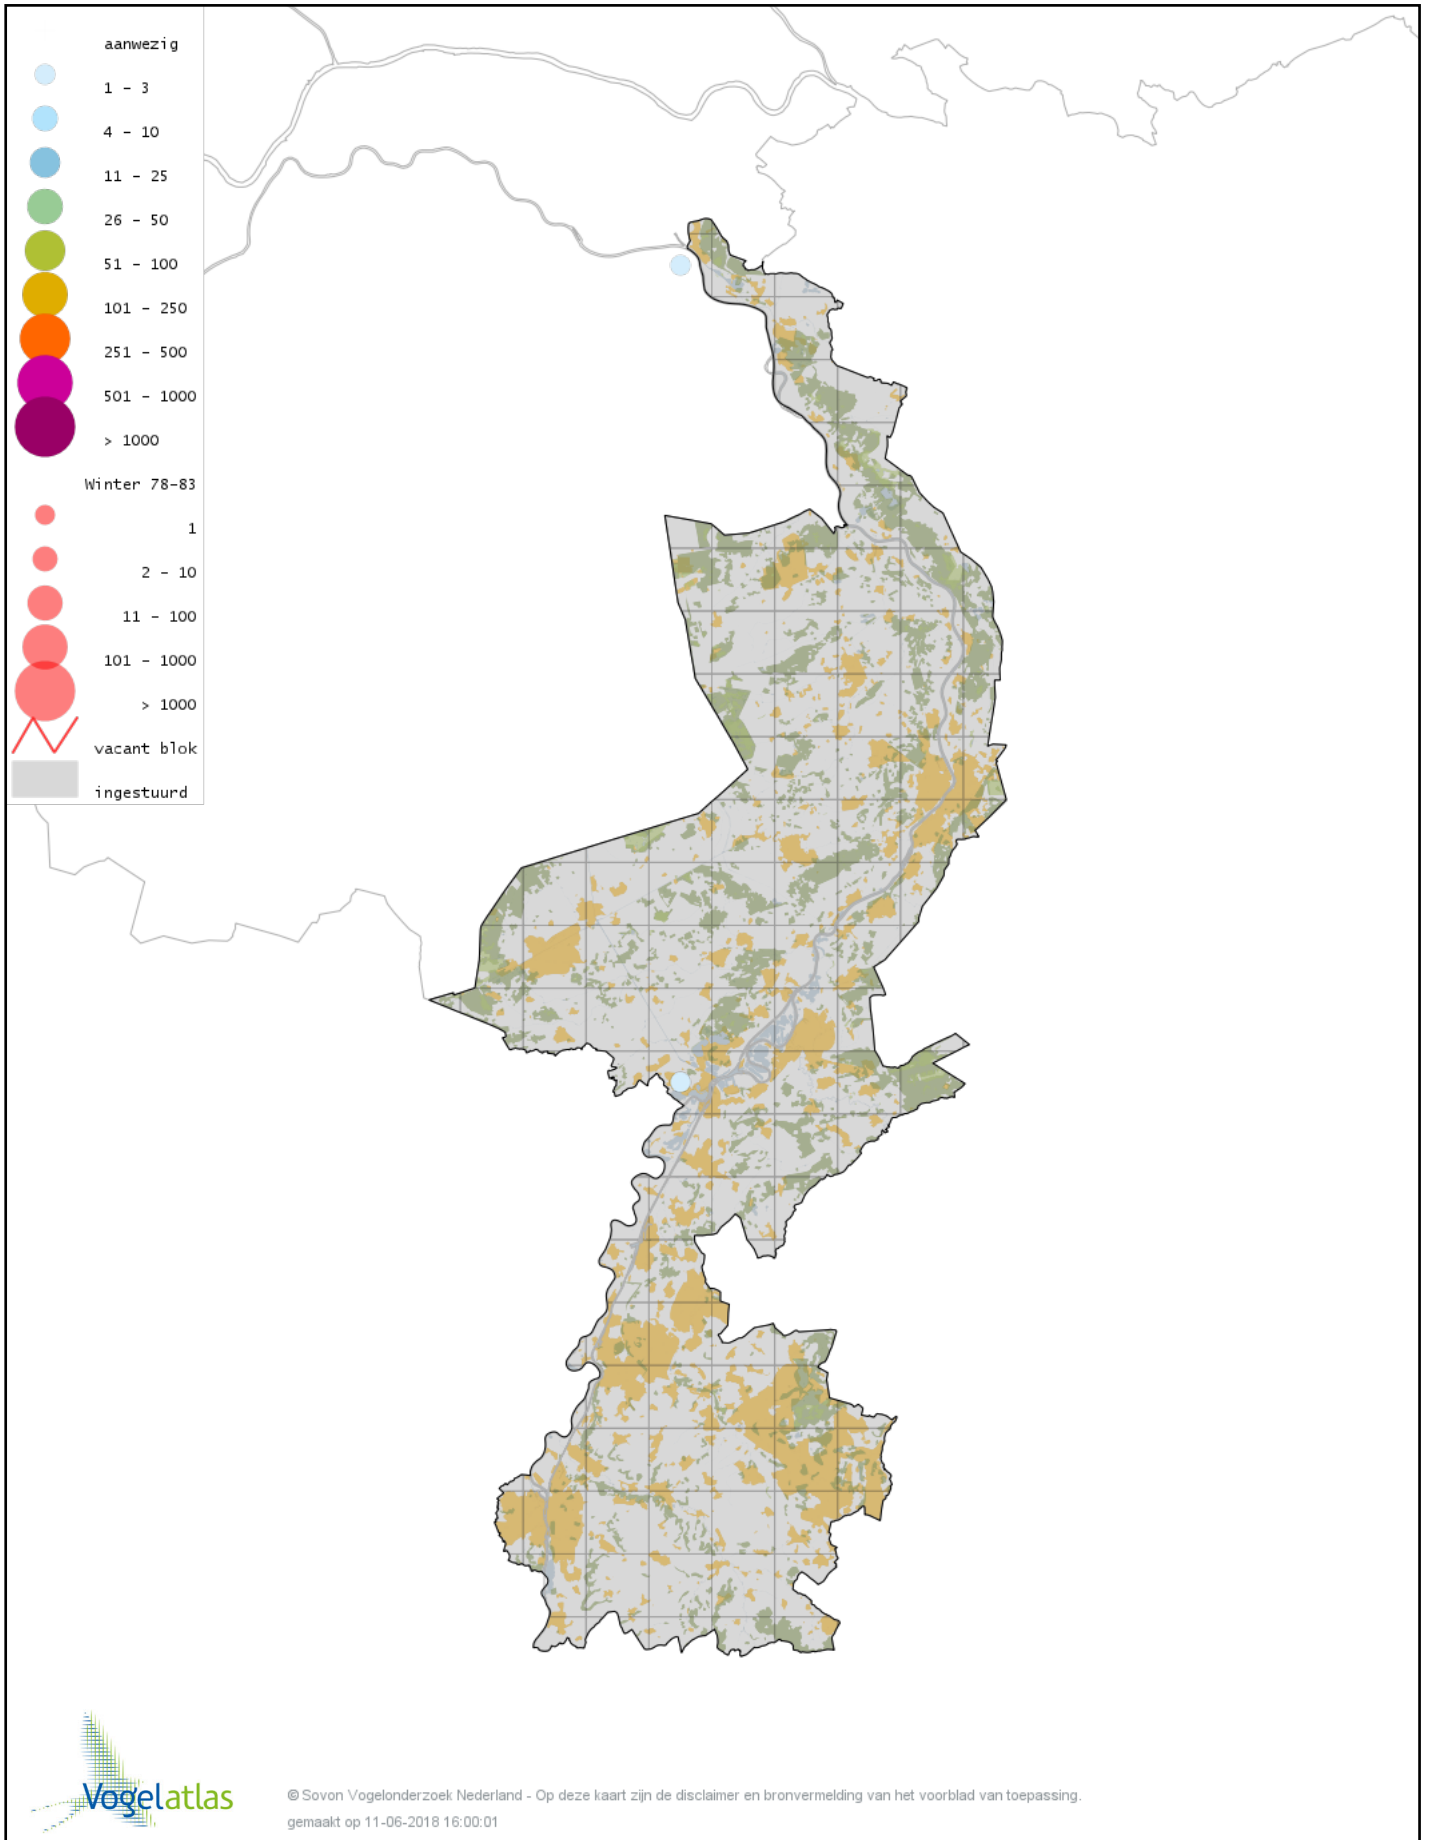 aanwezig
1 - 3
4 - 10
11 - 25
26 - 50
51 - 100
101 - 250
251 - 500
501 - 1000
> 1000
Winter 78-83
1
2 - 10
11 - 100
101 - 1000
> 1000
vacant blok
ingestuurd
Vogelatlas
© Sovon Vogelonderzoek Nederland - Op deze kaart zijn de disclaimer en bronvermelding van het voorblad van toepassing.
gemaakt op 11-06-2018 16:00:01